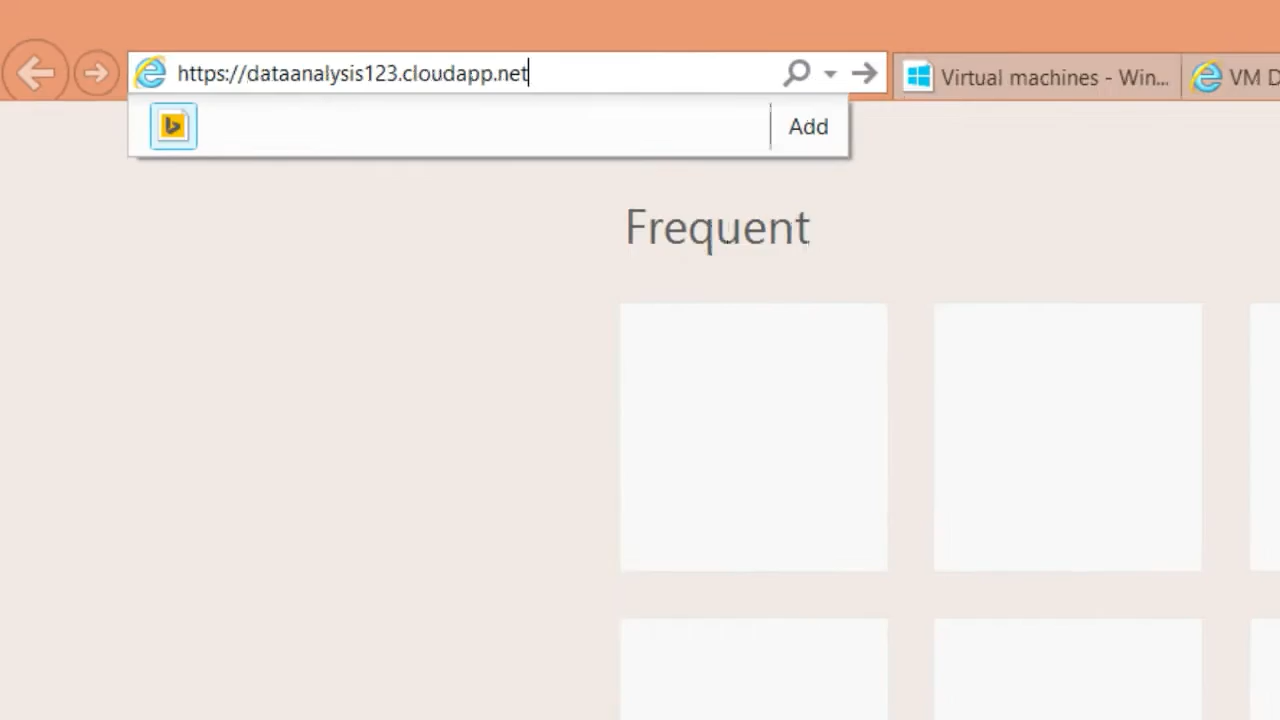 https://dataanalysis123.cloudapp.net
Virtual machines - Win...
VM D
Add
Frequent